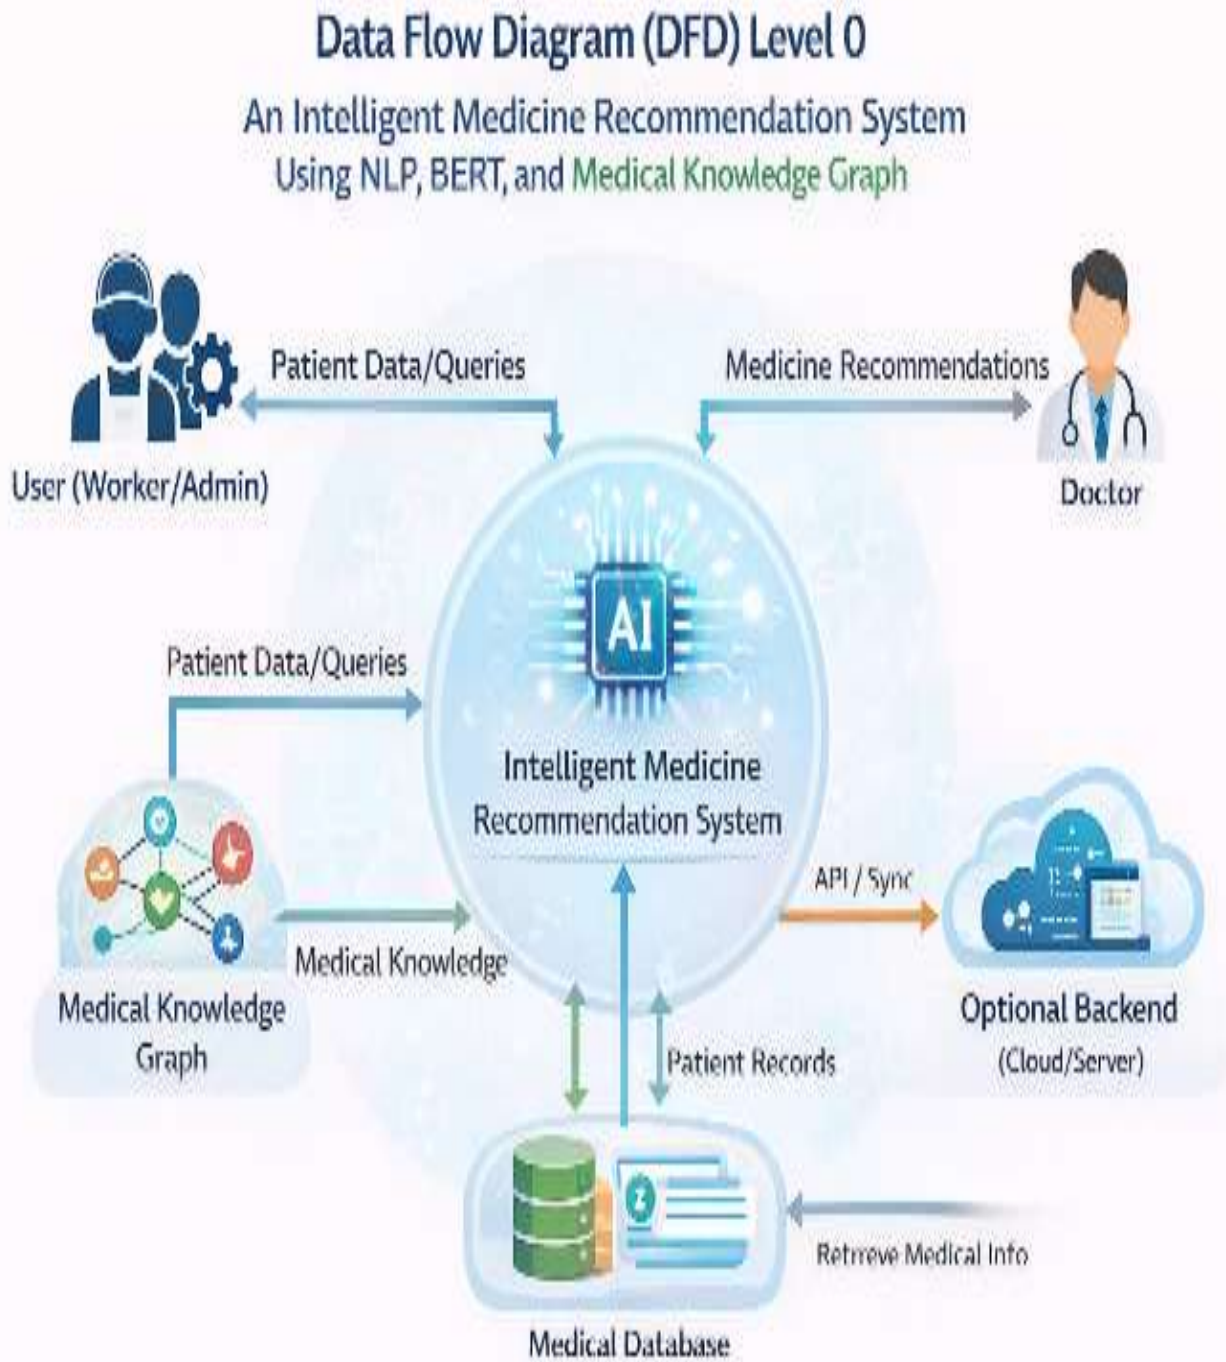 Data Flow Diagram (DFD) Level 0
An Intelligent Medicine Recommendation System
Using NLP, BERT, and Medical Knowledge Graph
Patient Data/Queries
Medicine Recommendations
User (Worker/Admin)
Doctor
AI
Patient Data/Queries
Intelligent Medicine
Recommendation System
API / Sync
Medical Knowledge
Medical Knowledge
Graph
Optional Backend
(Cloud/Server)
Patient Records
Z
Retrreve Medical Info
Medical Database